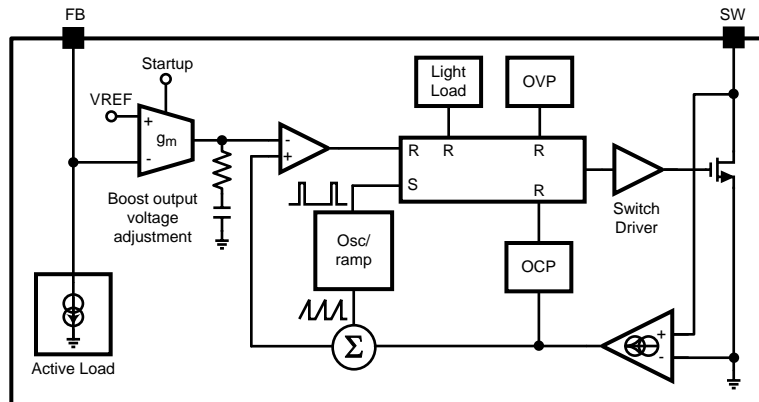 FB
SW
Startup
VREF
+
gm
-
Light
Load
OVP
-
+
R
R
R
S
R
Boost output
voltage
adjustment
Osc/
ramp
OCP
Switch
Driver
Σ
+
-
Active Load